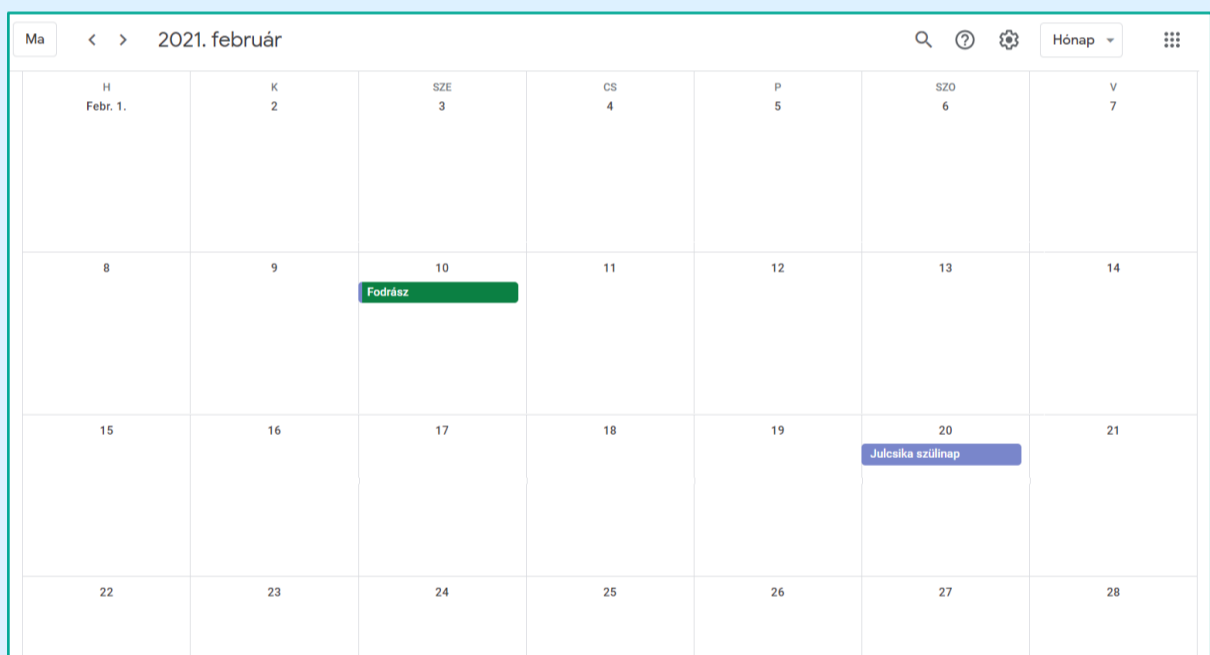 Ma
2021. február
Hónap
H K SZE CS P SZO V
Febr. 1. 2 3 4 5 6 7
8 9 10 11 12 13 14
Fodrász
15 16 17 18 19 20 21
Julcsika szülinap
22 23 24 25 26 27 28